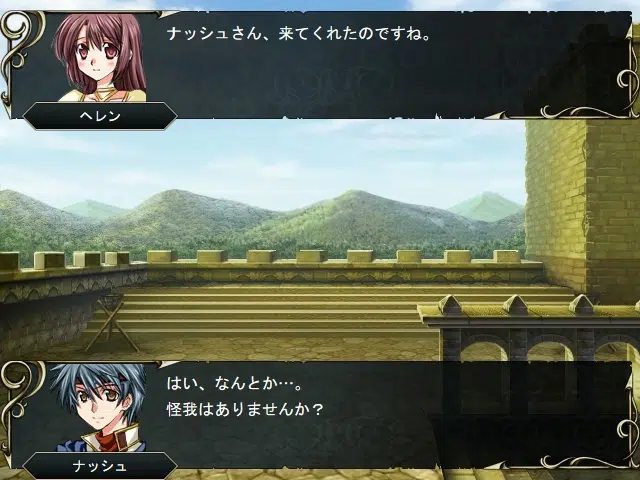 ナッシュさん、来てくれたのですね。
ヘレン
はい、なんとか…。
怪我はありませんか？
ナッシュ